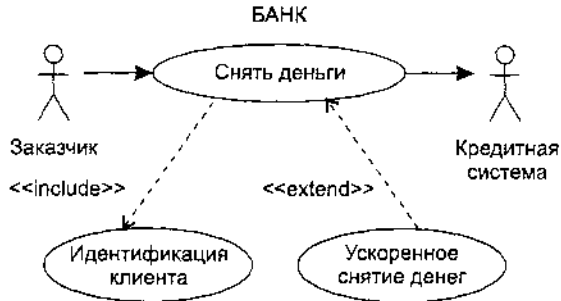 БАНК
Снять деньги
Заказчик
Кредитная
система
<<include>>
<<extend>>
Идентификация
клиента
Ускоренное
снятие денег